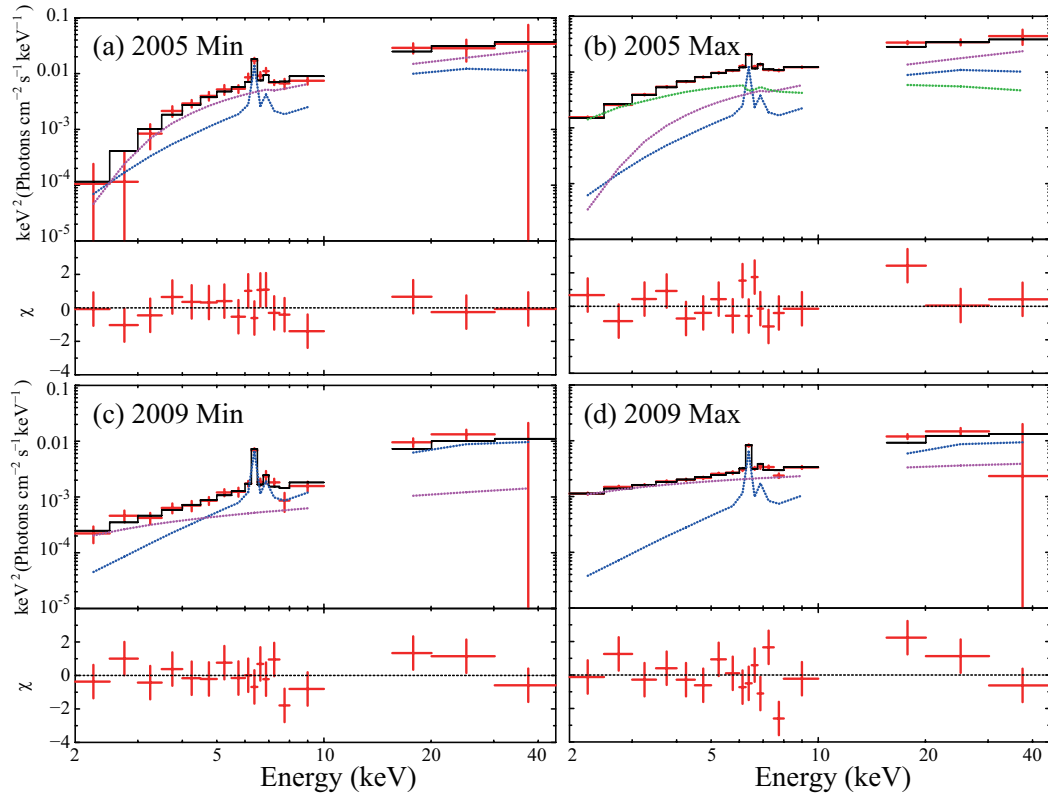 (a) 2005 Min
(b) 2005 Max
0.1
0.01
10⁻³
10⁻⁴
10⁻⁵
keV² (Photons cm⁻² s⁻¹ keV⁻¹)
2
0
−2
−4
χ
(c) 2009 Min
(d) 2009 Max
0.1
0.01
10⁻³
10⁻⁴
10⁻⁵
keV² (Photons cm⁻² s⁻¹ keV⁻¹)
2
0
−2
−4
χ
2 5 10 20 40
2 5 10 20 40
Energy (keV)
Energy (keV)